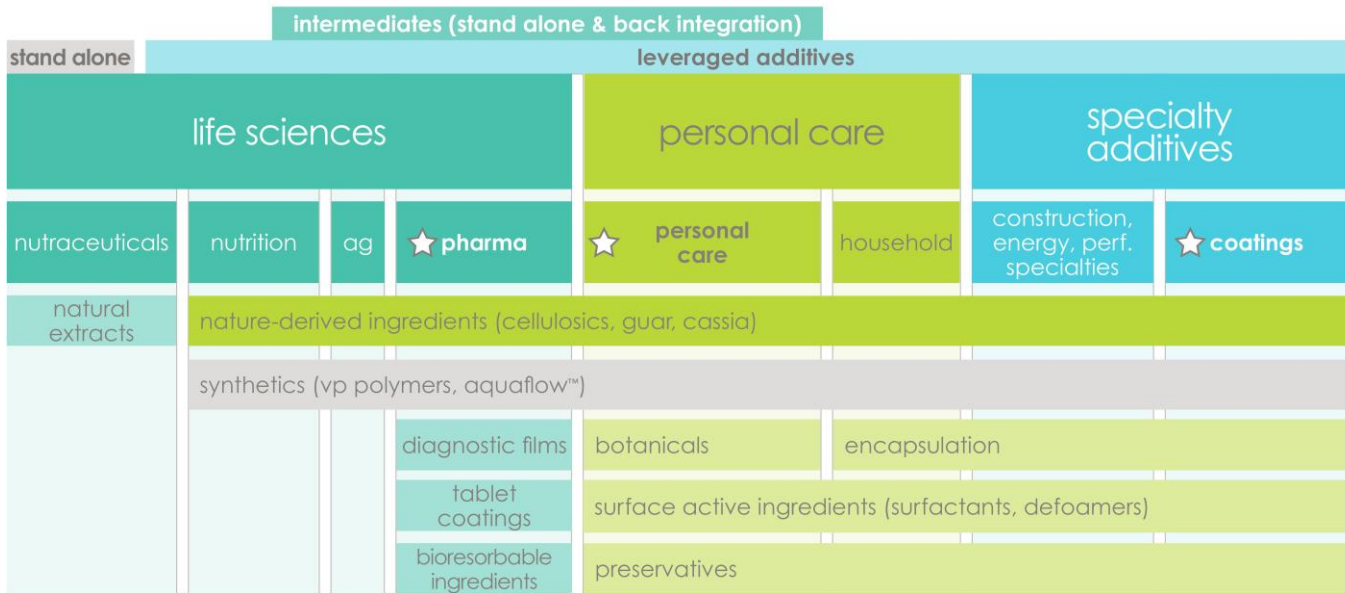 intermediates (stand alone & back integration)
stand alone
leveraged additives
life sciences
personal care
specialty
additives
nutraceuticals
nutrition
ag
pharma
personal
care
household
construction,
energy, perf.
specialties
coatings
natural
extracts
nature-derived ingredients (cellulosics, guar, cassia)
synthetics (vp polymers, aquaflow™)
diagnostic films
botanicals
encapsulation
tablet
coatings
surface active ingredients (surfactants, defoamers)
bioresorbable
ingredients
preservatives